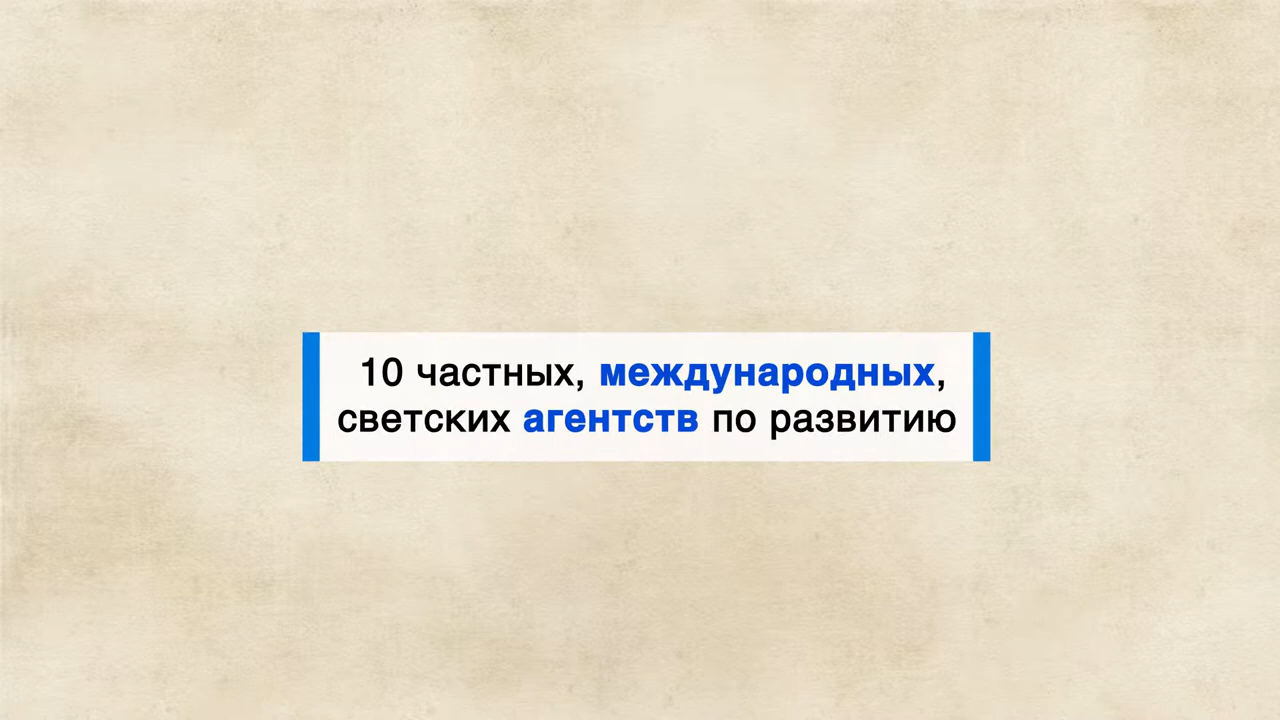 10 частных, международных,
светских агентств по развитию